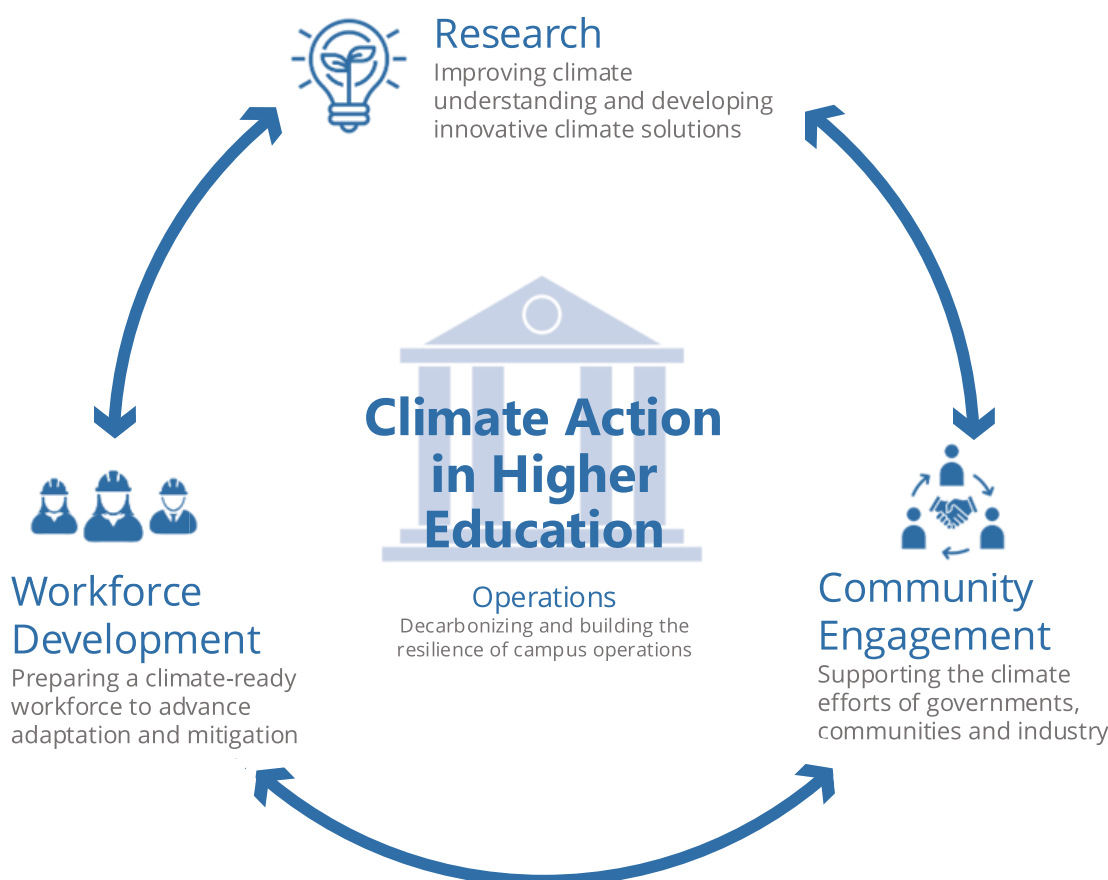 Research
Improving climate
understanding and developing
innovative climate solutions
Climate Action
in Higher
Education
Operations
Decarbonizing and building the
resilience of campus operations
Workforce
Development
Preparing a climate-ready
workforce to advance
adaptation and mitigation
Community
Engagement
Supporting the climate
efforts of governments,
communities and industry